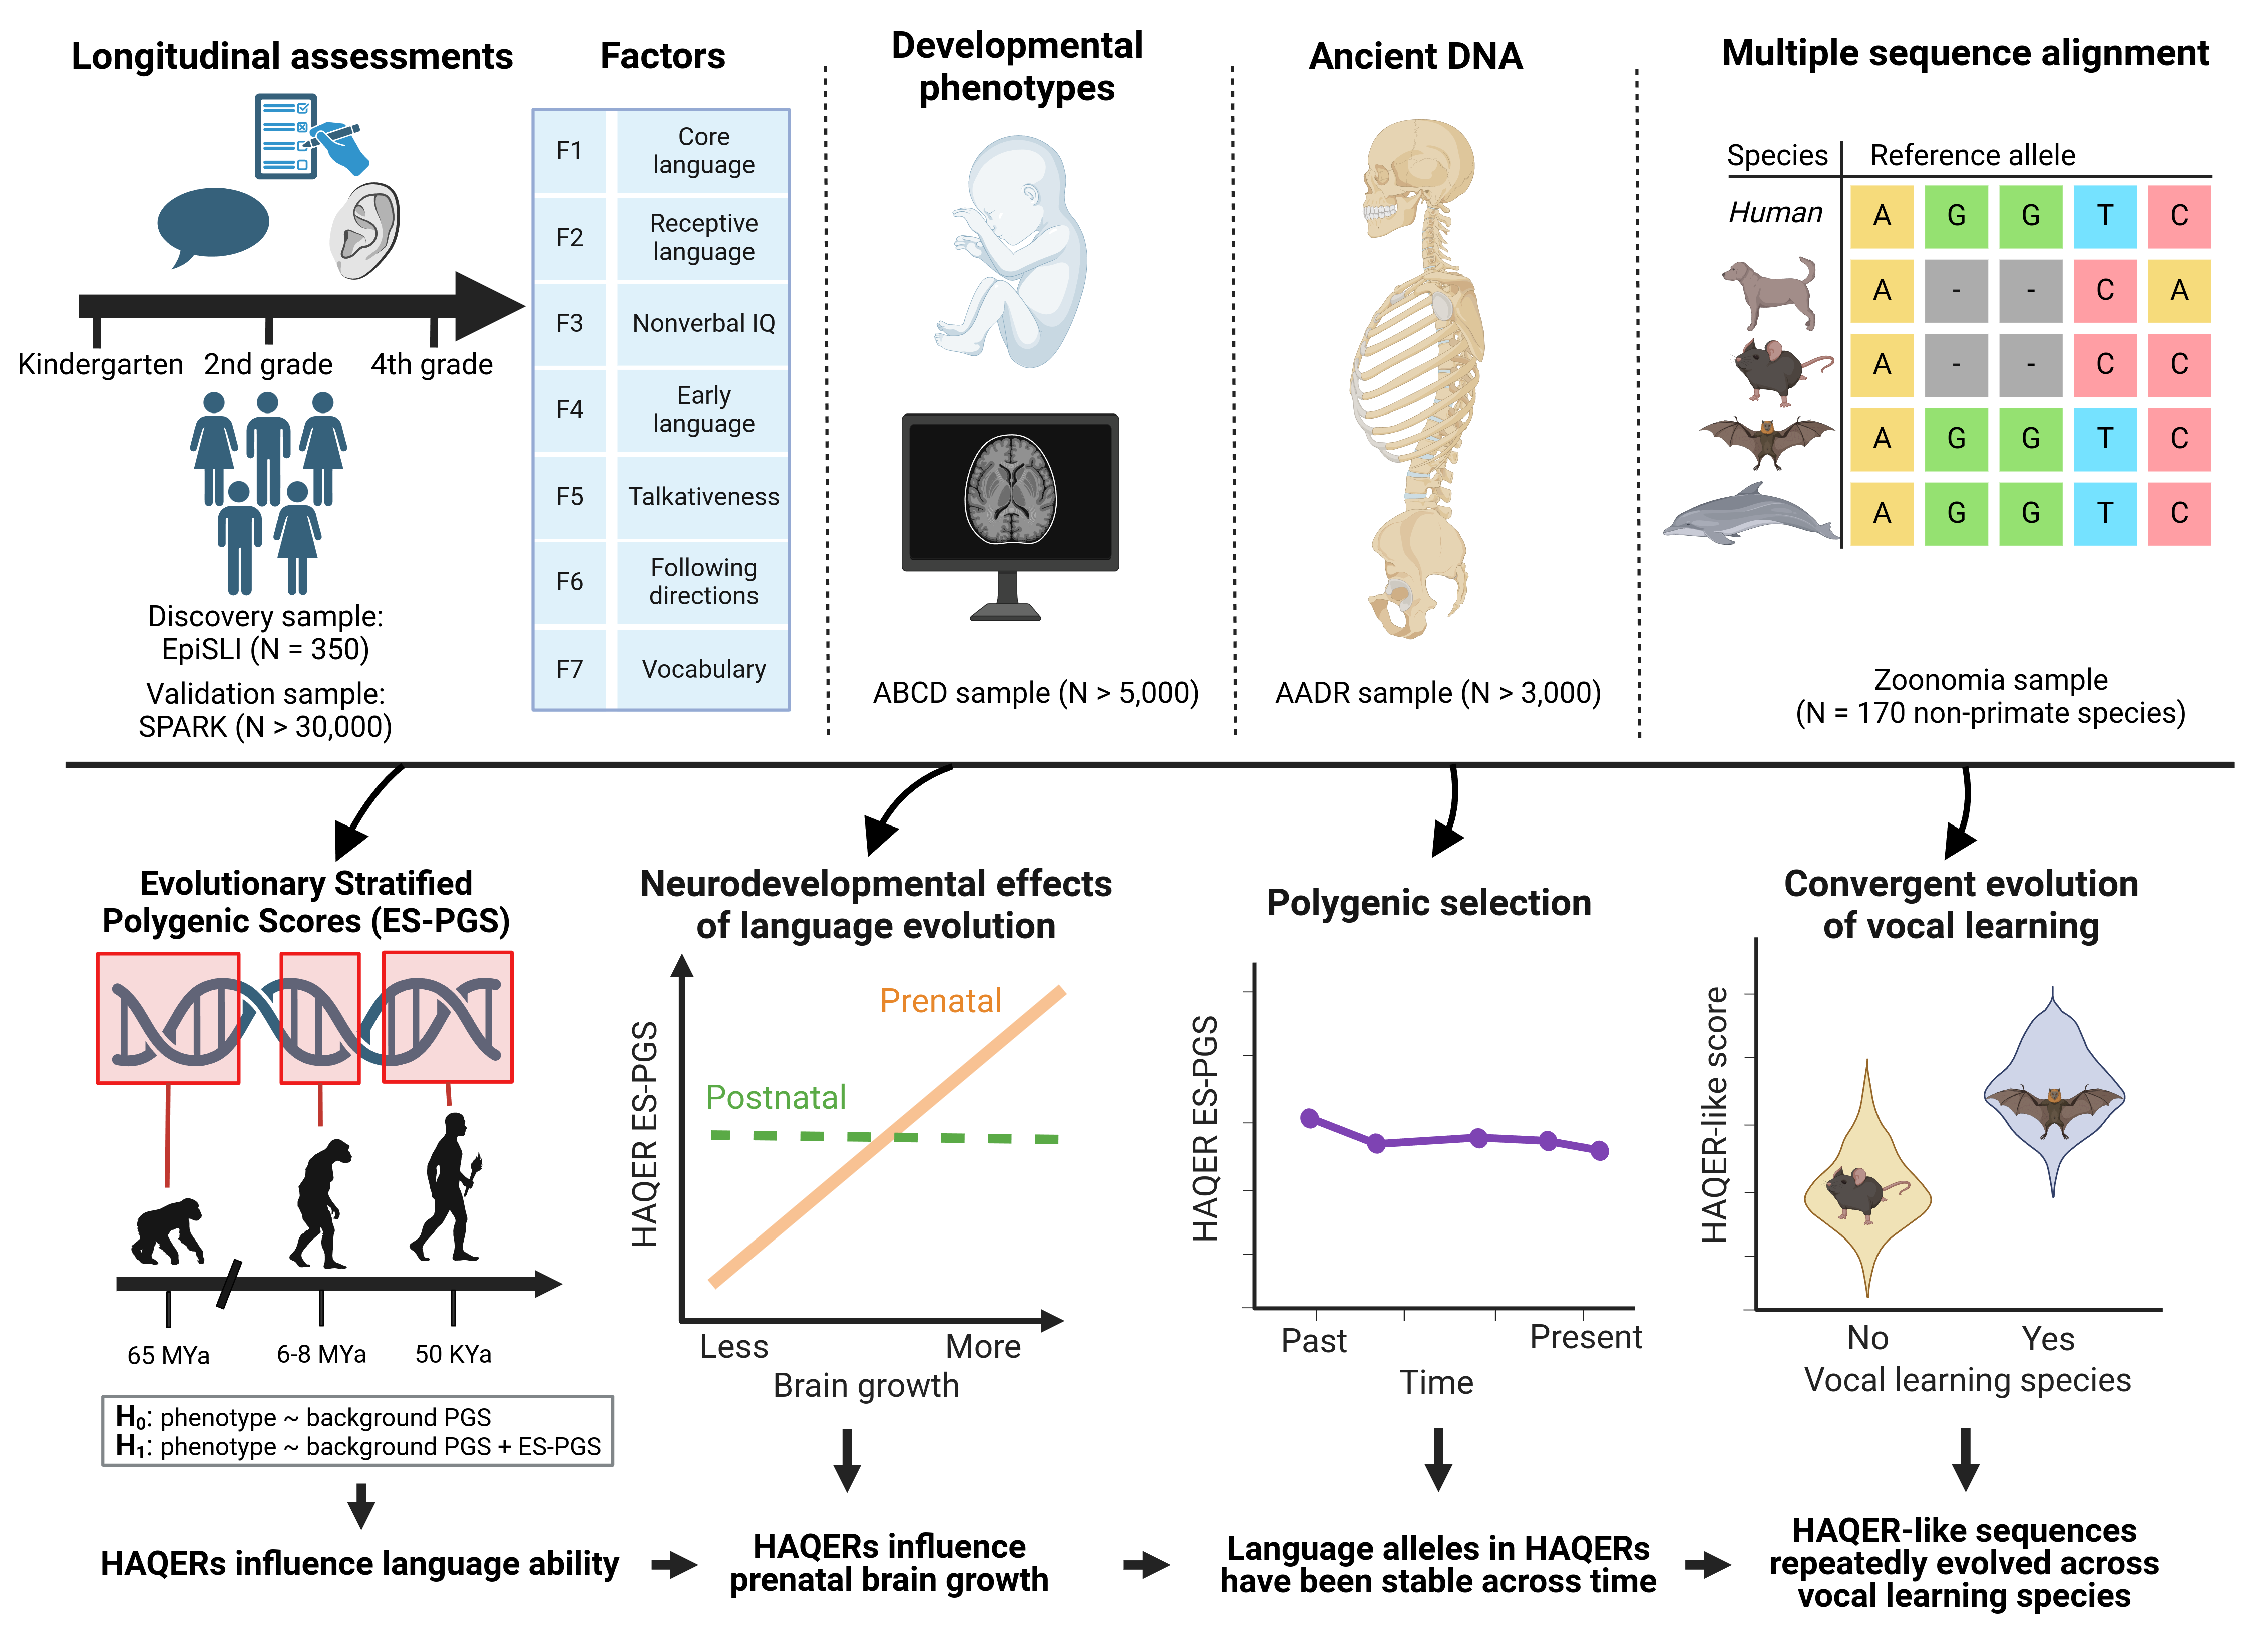 Longitudinal assessments
Kindergarten
2nd grade
4th grade
Discovery sample:
EpiSLI (N = 350)
Validation sample:
SPARK (N > 30,000)
Factors
F1
Core
language
F2
Receptive
language
F3
Nonverbal IQ
F4
Early
language
F5
Talkativeness
F6
Following
directions
F7
Vocabulary
Developmental
phenotypes
ABCD sample (N > 5,000)
Ancient DNA
AADR sample (N > 3,000)
Multiple sequence alignment
Species
Reference allele
Human
A G G T C
A - - C A
A - - C C
A G G T C
A G G T C
Zoonomia sample
(N = 170 non-primate species)
Evolutionary Stratified
Polygenic Scores (ES-PGS)
65 MYa
6-8 MYa
50 KYa
H₀: phenotype ~ background PGS
H₁: phenotype ~ background PGS + ES-PGS
HAQERs influence language ability
Neurodevelopmental effects
of language evolution
HAQER ES-PGS
Prenatal
Postnatal
Less
More
Brain growth
HAQERs influence
prenatal brain growth
Polygenic selection
HAQER ES-PGS
Past
Present
Time
Language alleles in HAQERs
have been stable across time
Convergent evolution
of vocal learning
HAQER-like score
No
Yes
Vocal learning species
HAQER-like sequences
repeatedly evolved across
vocal learning species